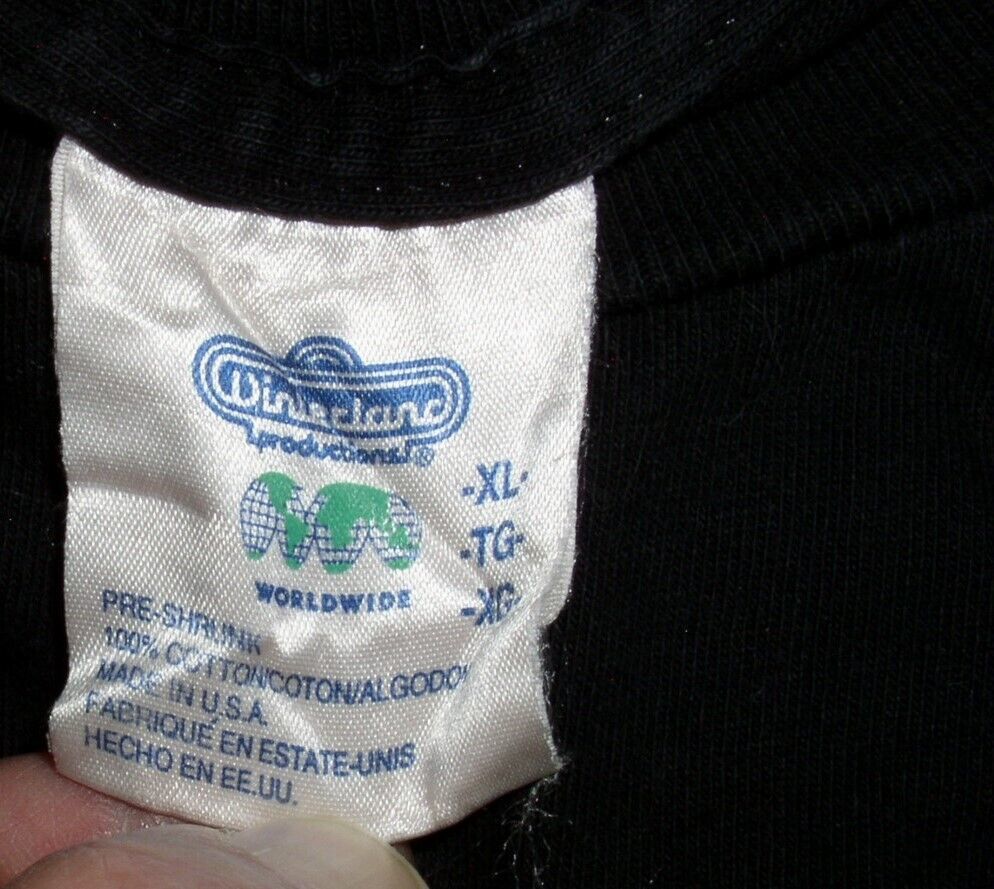 Winterland
productions®
-XL-
-TG-
-XG-
WORLDWIDE
PRE-SHRUNK
100% COTTON/COTON/ALGODON
MADE IN U.S.A.
FABRIQUE EN ESTATE-UNIS
HECHO EN EE.UU.